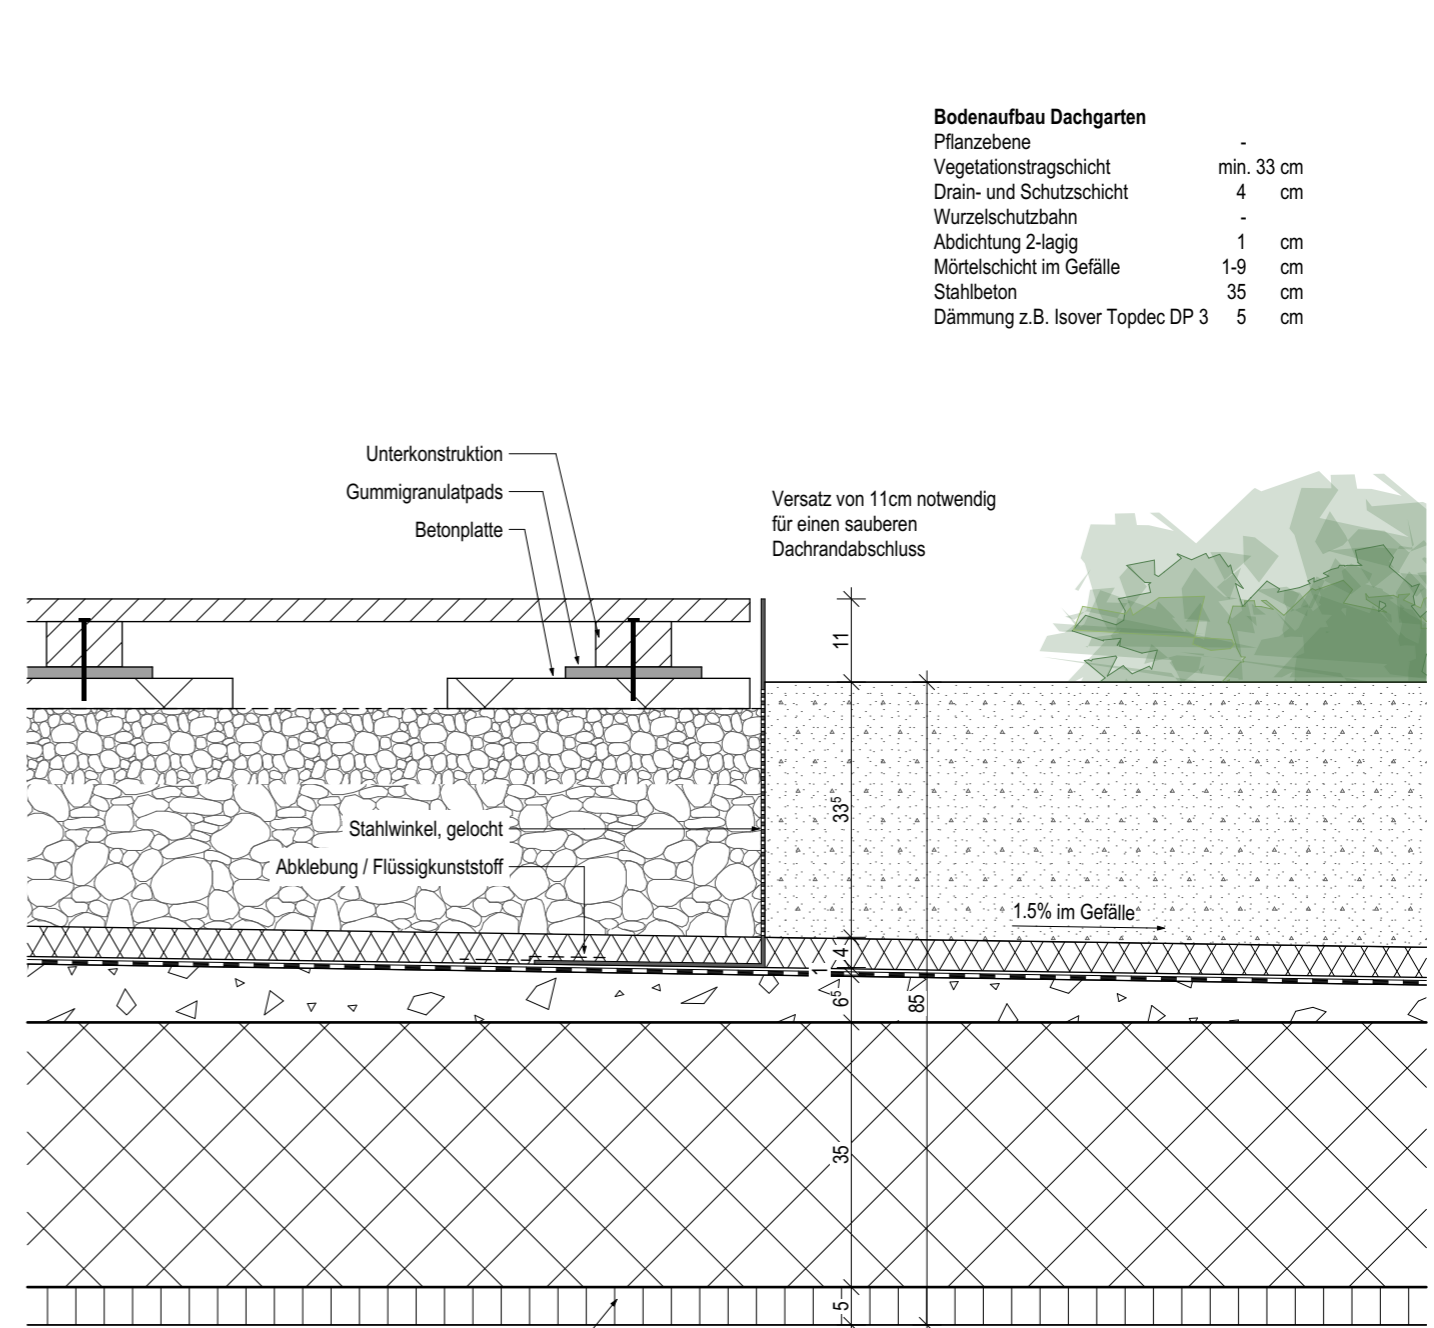 Bodenaufbau Dachgarten
Pflanzebene -
Vegetationstragschicht min. 33 cm
Drain- und Schutzschicht 4 cm
Wurzelschutzbahn -
Abdichtung 2-lagig 1 cm
Mörtelschicht im Gefälle 1-9 cm
Stahlbeton 35 cm
Dämmung z.B. Isover Topdec DP 3 5 cm
Unterkonstruktion
Gummigranulatpads
Betonplatte
Versatz von 11cm notwendig
für einen sauberen
Dachrandabschluss
11
33⁵
Stahlwinkel, gelocht
Abklebung / Flüssigkunststoff
1.5% im Gefälle
4
1
6⁵
85
35
5